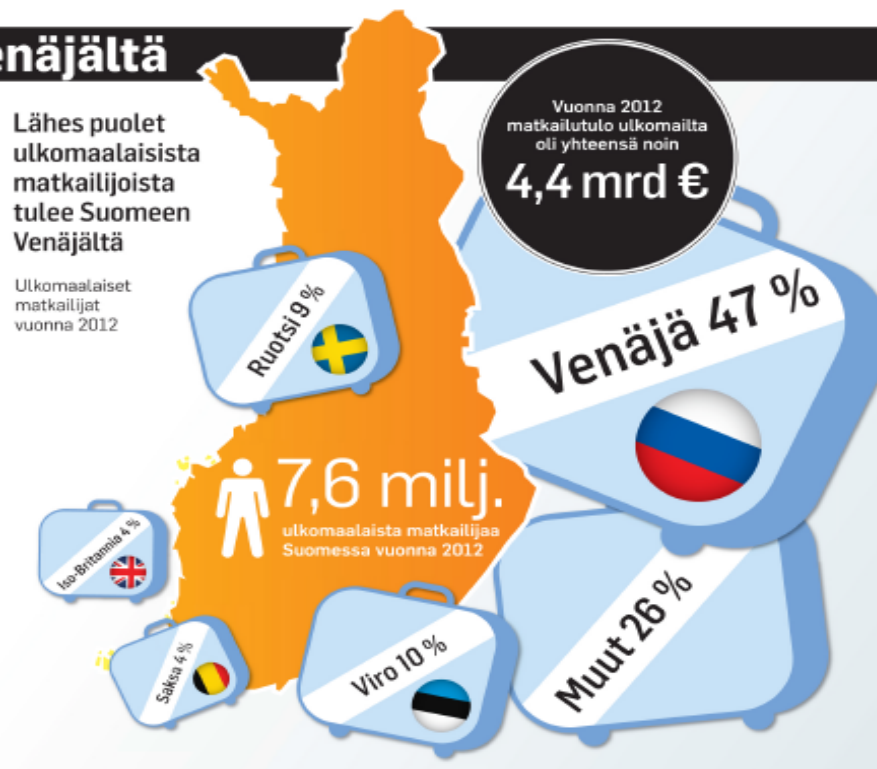 enäjältä
Lähes puolet
ulkomaalaisista
matkailijoista
tulee Suomeen
Venäjältä
Ulkomaalaiset
matkailijat
vuonna 2012
Vuonna 2012
matkailutulo ulkomailta
oli yhteensä noin
4,4 mrd €
Ruotsi 9 %
Venäjä 47 %
7,6 milj.
ulkomaalaista matkailijaa
Suomessa vuonna 2012
Iso-Britannia 4 %
Saksa 4 %
Viro 10 %
Muut 26 %